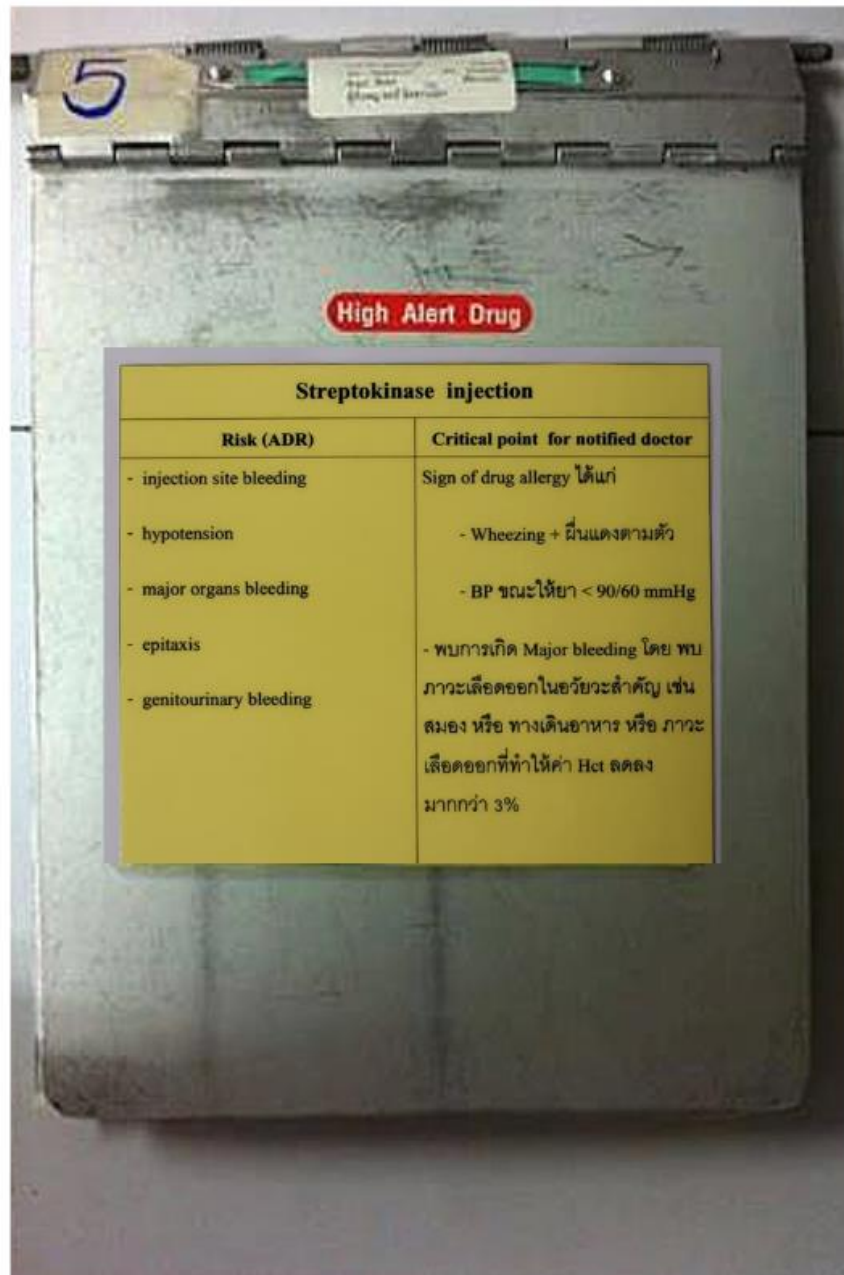 5
High Alert Drug
Streptokinase injection
Risk (ADR)
Critical point for notified doctor
- injection site bleeding
- hypotension
- major organs bleeding
- epitaxis
- genitourinary bleeding
Sign of drug allergy ได้แก่
- Wheezing + ผื่นแดงตามตัว
- BP ขณะให้ยา < 90/60 mmHg
- พบการเกิด Major bleeding โดย พบ
ภาวะเลือดออกในอวัยวะสำคัญ เช่น
สมอง หรือ ทางเดินอาหาร หรือ ภาวะ
เลือดออกที่ทำให้ค่า Hct ลดลง
มากกว่า 3%